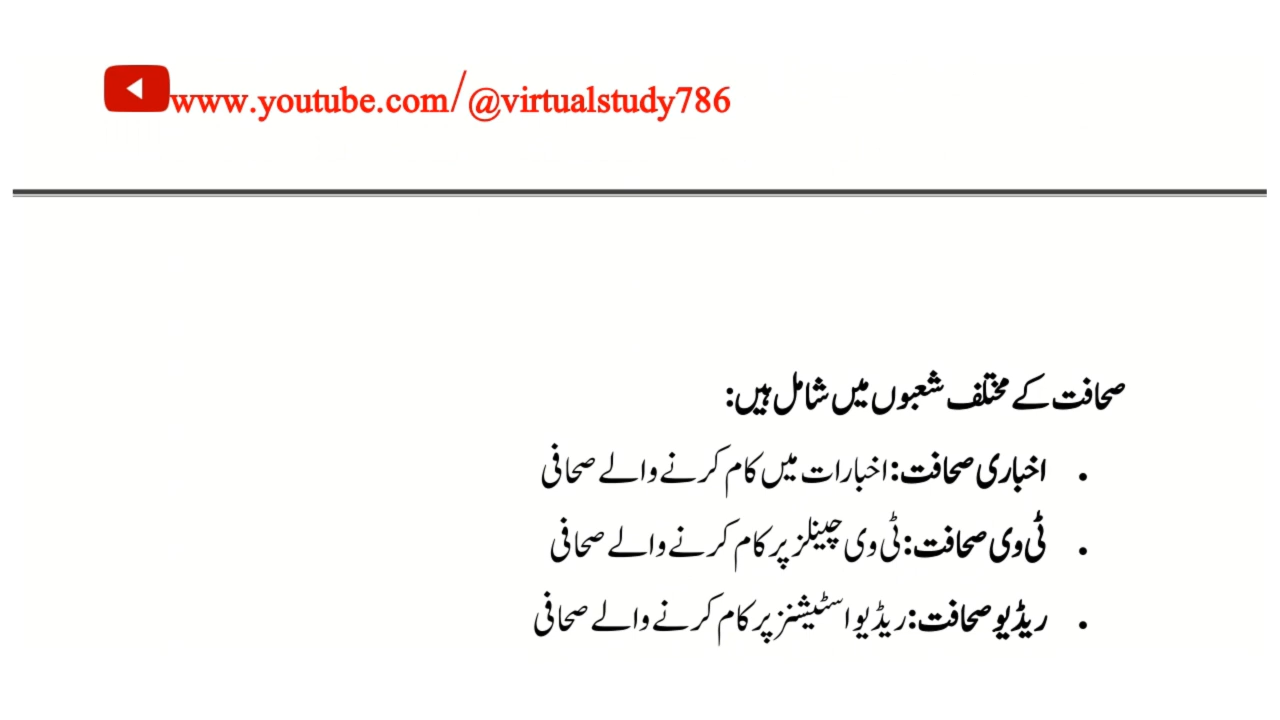 www.youtube.com/@virtualstudy786
صحافت کے مختلف شعبوں میں شامل ہیں:
• اخباری صحافت: اخبارات میں کام کرنے والے صحافی
• ٹی وی صحافت: ٹی وی چینلز پر کام کرنے والے صحافی
• ریڈیو صحافت: ریڈیو اسٹیشنز پر کام کرنے والے صحافی